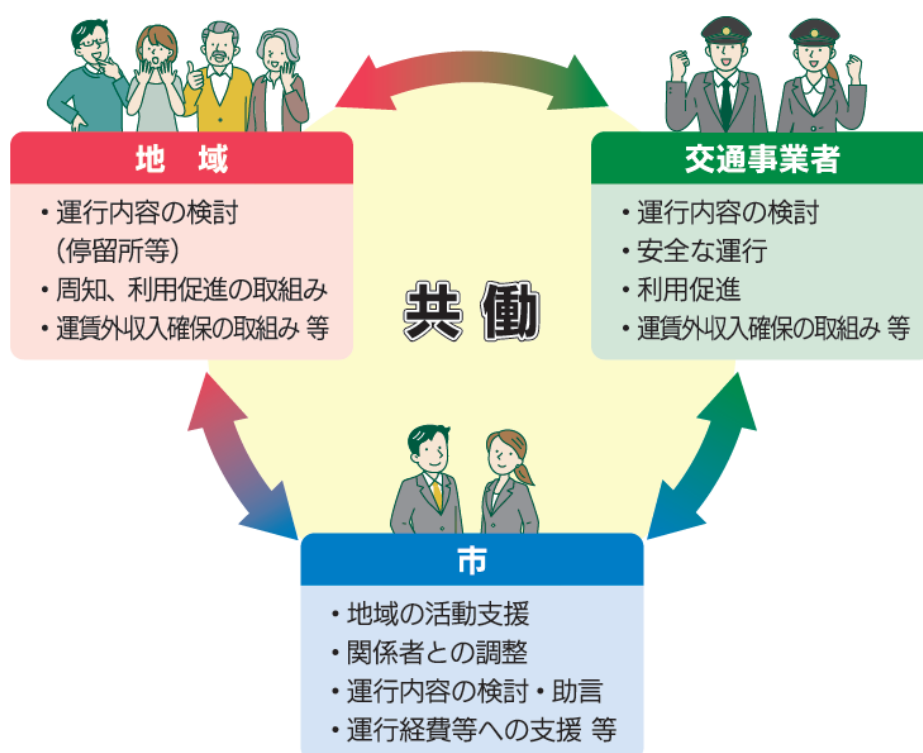 地 域
・運行内容の検討
（停留所等）
・周知、利用促進の取組み
・運賃外収入確保の取組み 等
交通事業者
・運行内容の検討
・安全な運行
・利用促進
・運賃外収入確保の取組み 等
共 働
市
・地域の活動支援
・関係者との調整
・運行内容の検討・助言
・運行経費等への支援 等